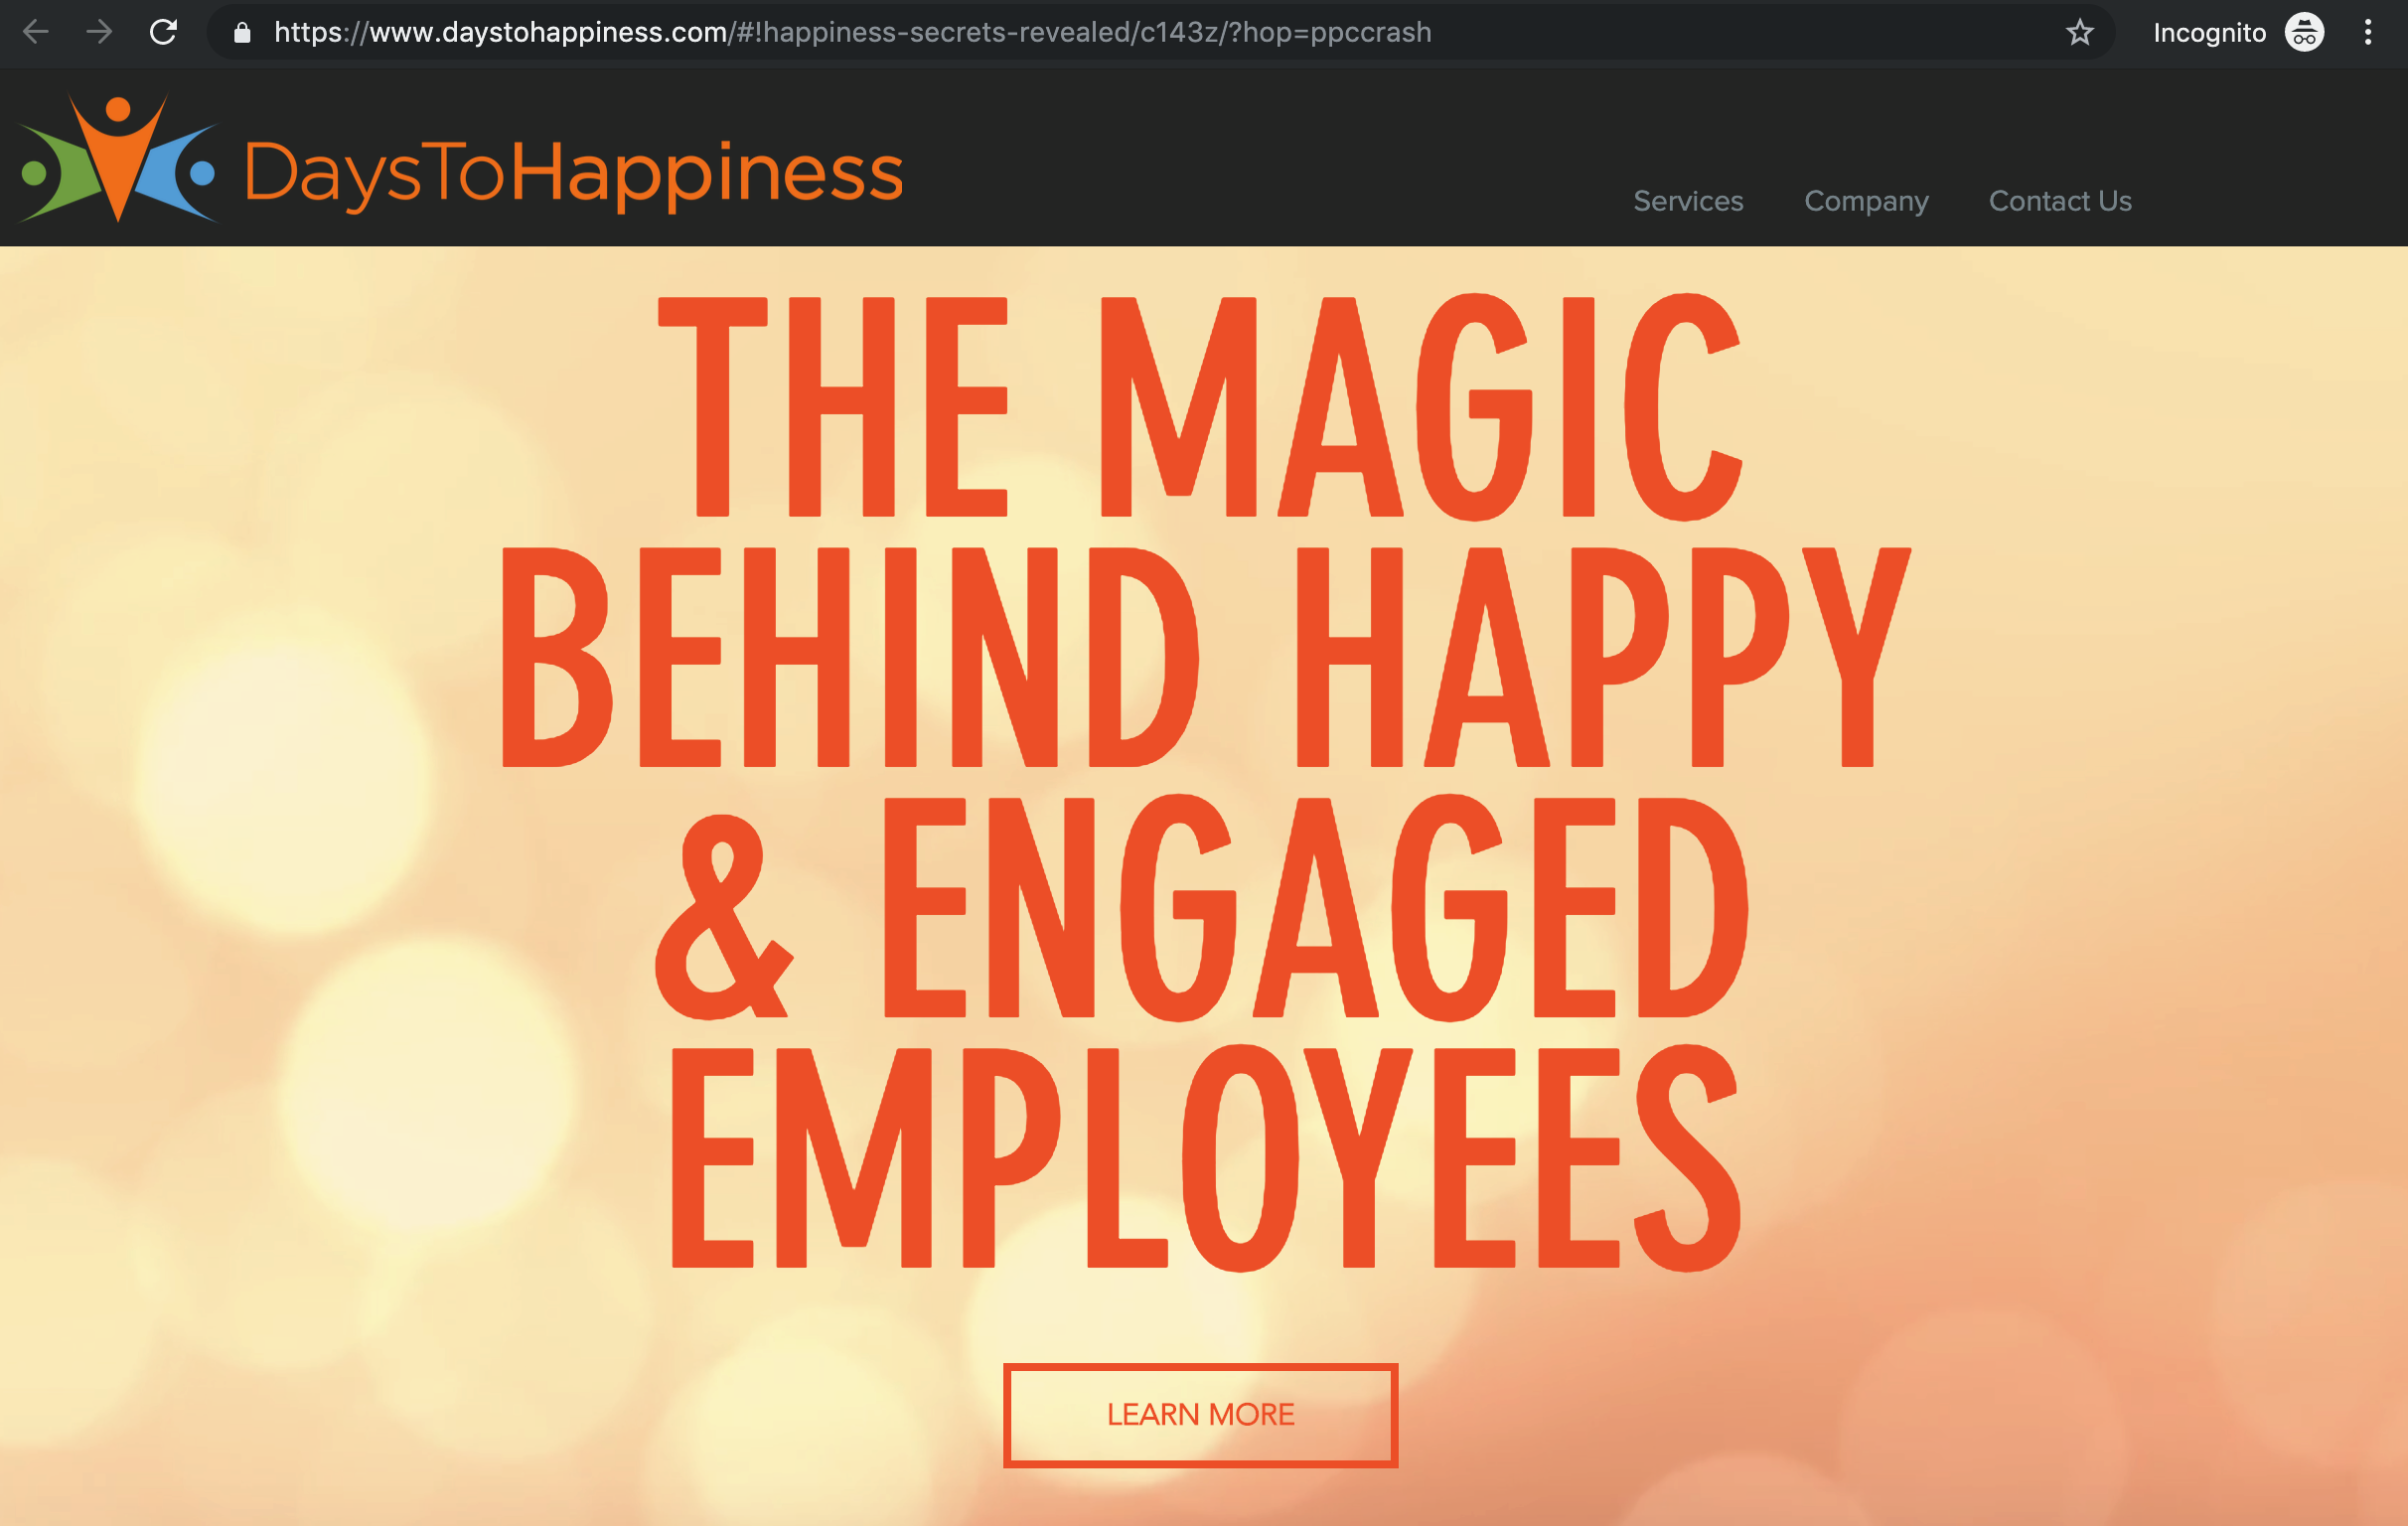 https://www.daystohappiness.com/#!happiness-secrets-revealed/c143z/?hop=ppccrash
Incognito
DaysToHappiness
Services Company Contact Us
THE MAGIC
BEHIND HAPPY
& ENGAGED
EMPLOYEES
LEARN MORE